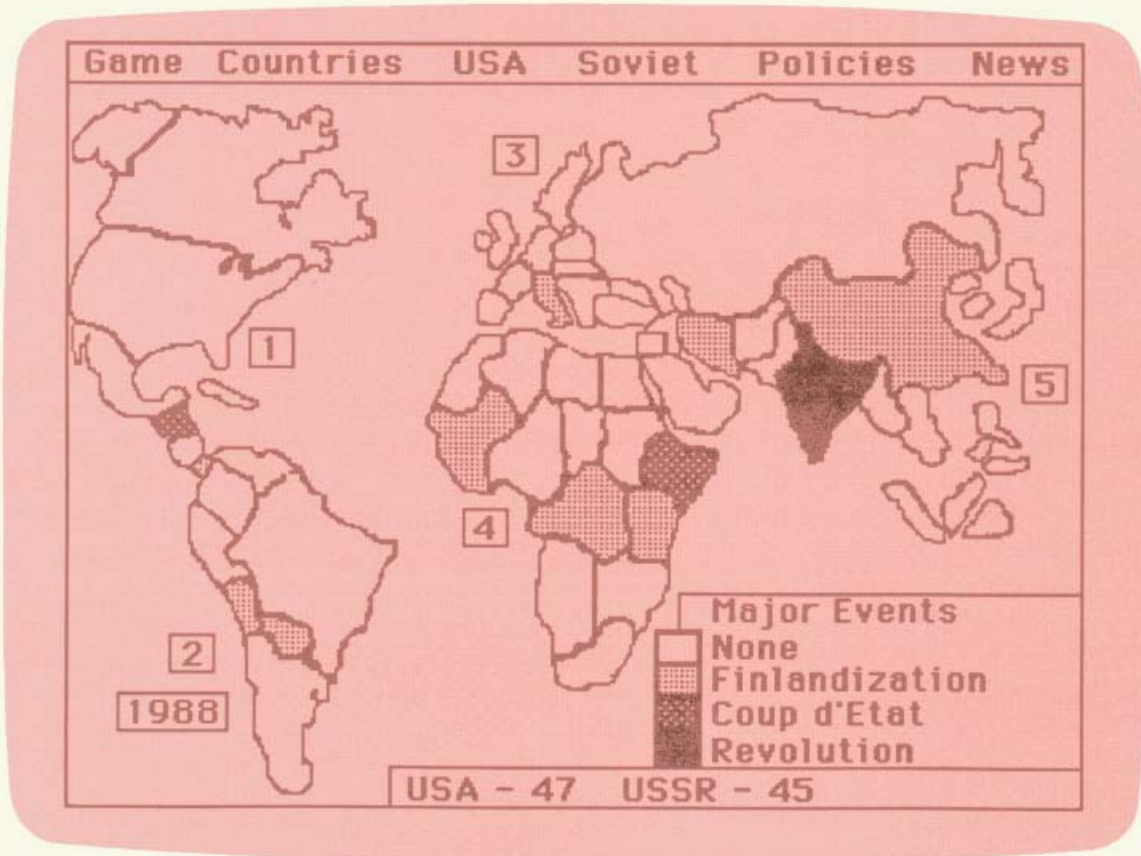 Game Countries USA Soviet Policies News
3
1
5
4
2
1988
Major Events
None
Finlandization
Coup d'Etat
Revolution
USA - 47 USSR - 45